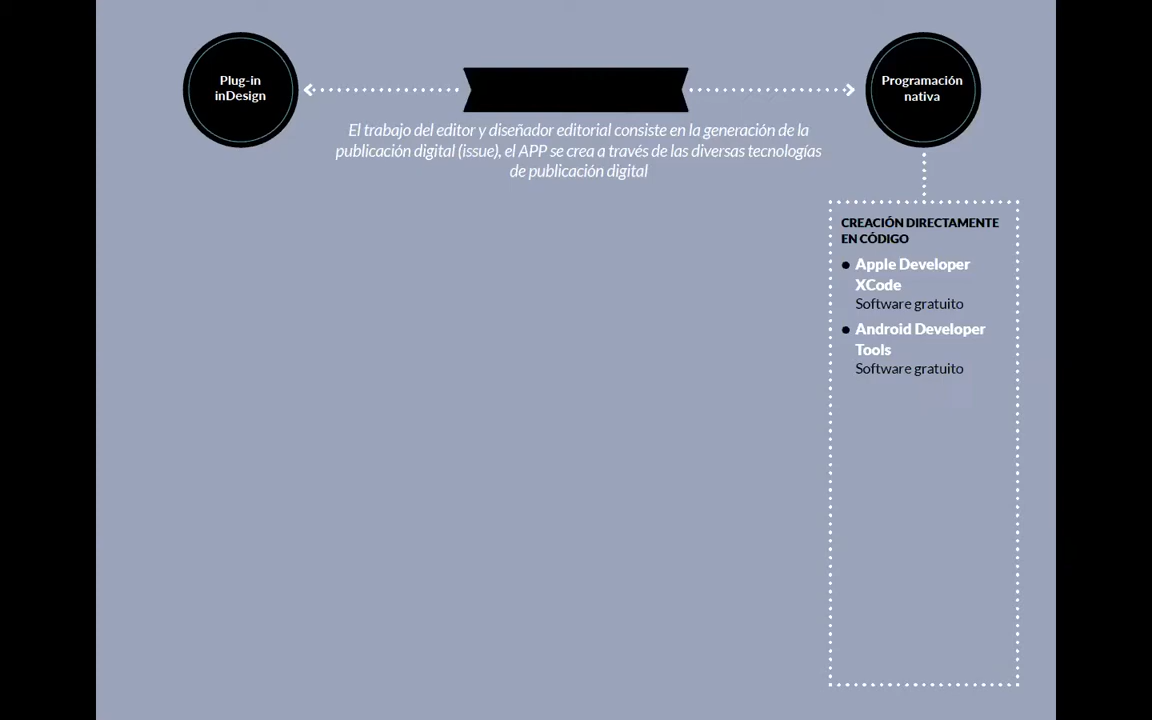 Plug-in
inDesign
Programación
nativa
El trabajo del editor y diseñador editorial consiste en la generación de la
publicación digital (issue), el APP se crea a través de las diversas tecnologías
de publicación digital
CREACIÓN DIRECTAMENTE
EN CÓDIGO
● Apple Developer
XCode
Software gratuito
● Android Developer
Tools
Software gratuito